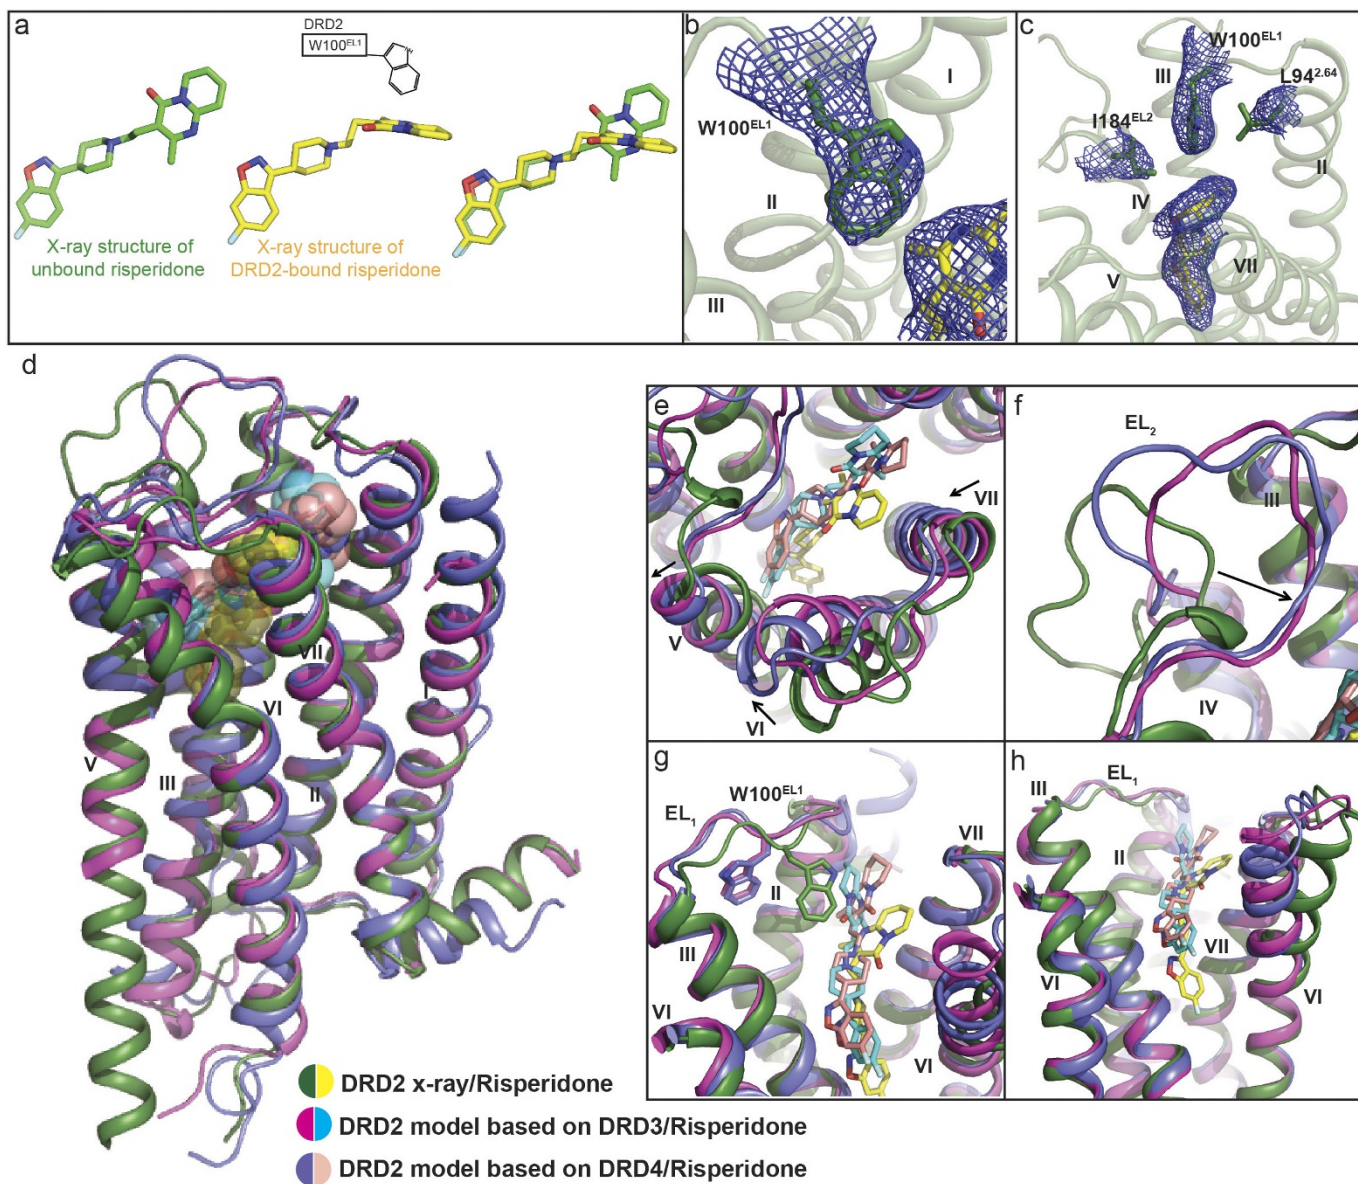 a
DRD2
W100EL1
X-ray structure of
unbound risperidone
X-ray structure of
DRD2-bound risperidone
b
I
W100EL1
II
III
c
W100EL1
III
L942.64
I184EL2
II
IV
V
VII
d
VII
VI
V
III
II
I
DRD2 x-ray/Risperidone
DRD2 model based on DRD3/Risperidone
DRD2 model based on DRD4/Risperidone
e
VII
V
VI
f
EL2
III
IV
g
W100EL1
EL1
VII
II
III
VI
VI
h
EL1
III
II
VII
VI
VI